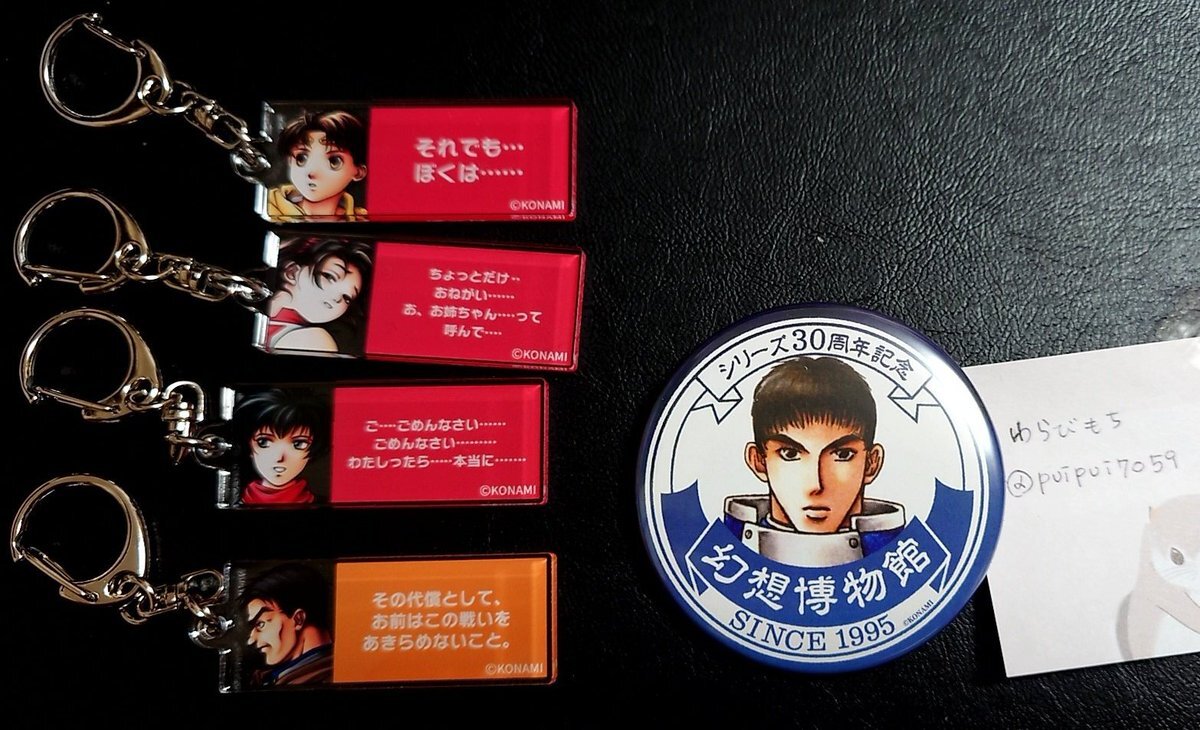 それでも…
ぼくは……
©KONAMI
ちょっとだけ‥
おねがい……
お、お姉ちゃん……って
呼んで……
©KONAMI
ご……ごめんなさい……
ごめんなさい………
わたしったら……本当に………
©KONAMI
その代償として、
お前はこの戦いを
あきらめないこと。
©KONAMI
シリーズ30周年記念
幻想博物館
SINCE 1995
©KONAMI
わらびもち
@puipui7059